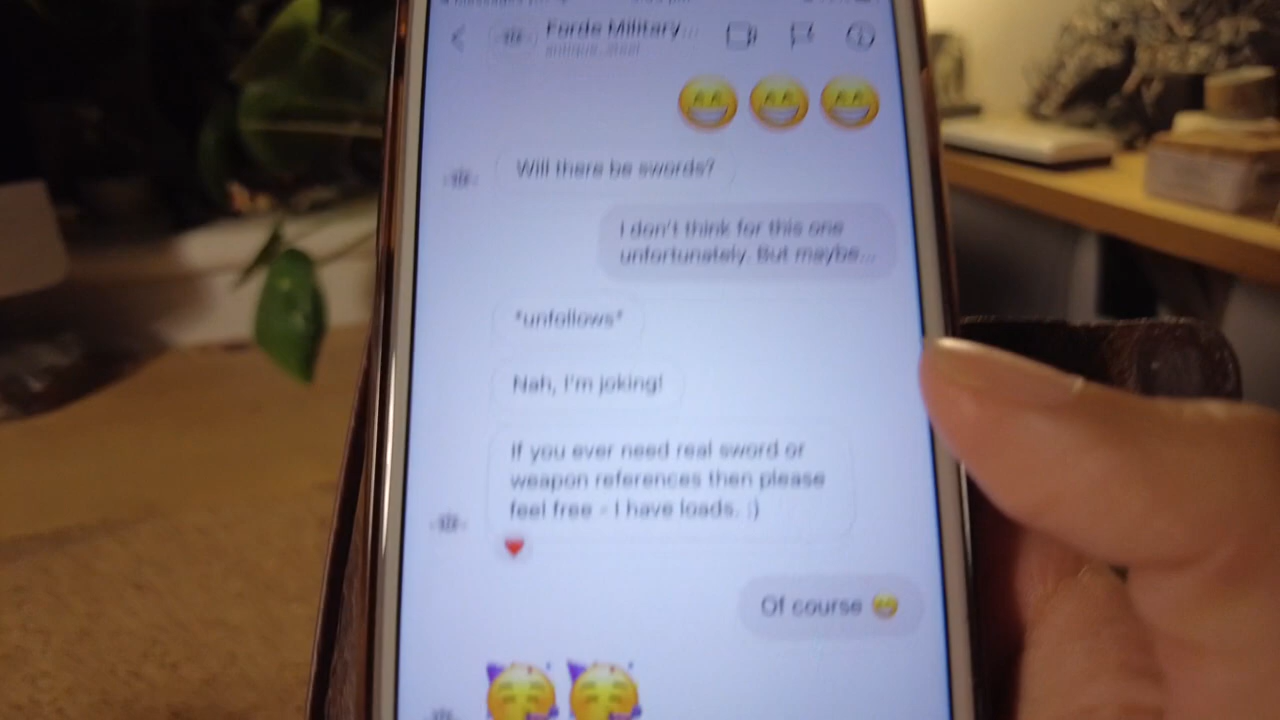 Forde Military...
antique_steel
Will there be swords?
I don't think for this one
unfortunately. But maybe...
*unfollows*
Nah, I'm joking!
If you ever need real sword or
weapon references then please
feel free - I have loads. :)
Of course